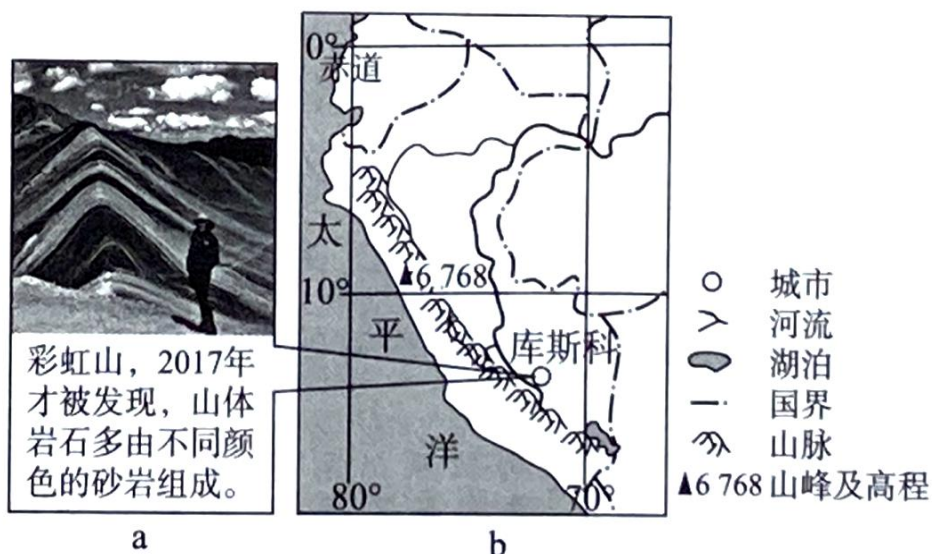 彩虹山，2017年
才被发现，山体
岩石多由不同颜
色的砂岩组成。
a
0°
赤道
太
6 768
10°
平
库斯科
洋
80°
70°
b
城市
河流
湖泊
国界
山脉
6 768 山峰及高程